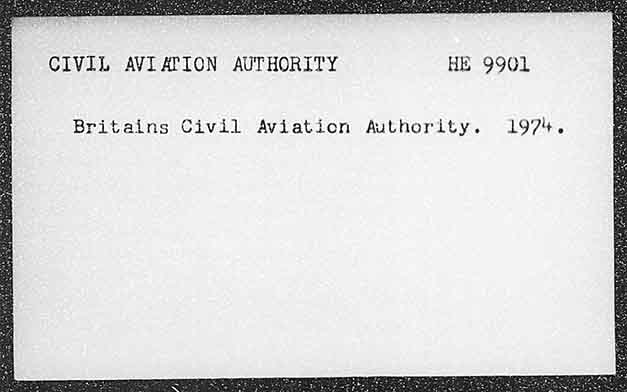 CIVIL AVIATION AUTHORITY HE 9901
Britains Civil Aviation Authority. 1974.